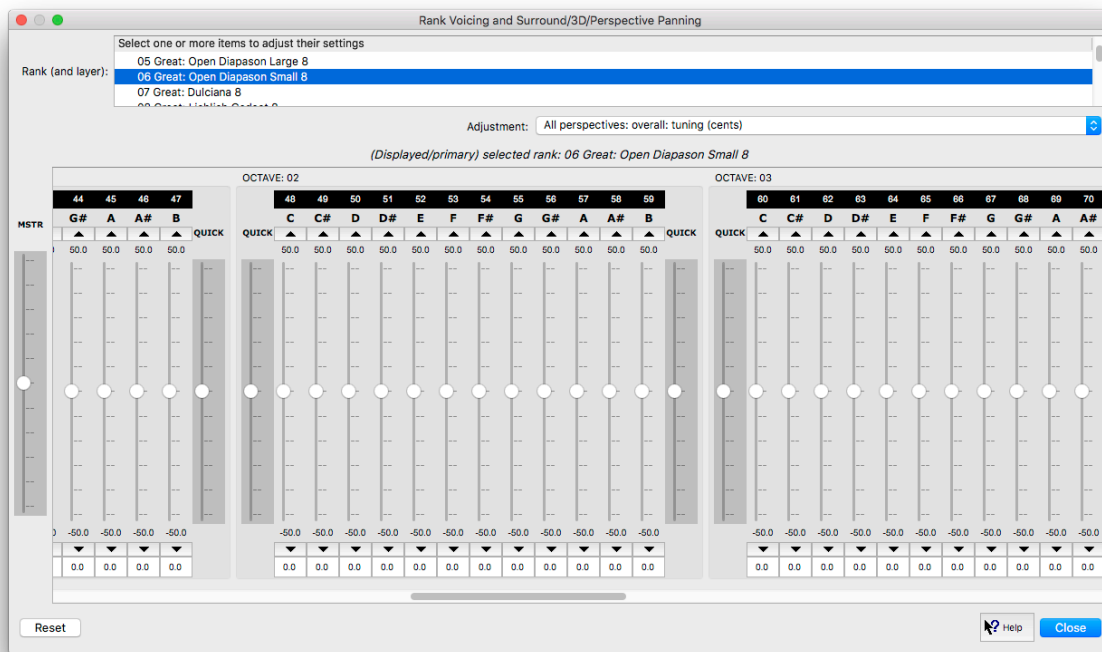 Rank Voicing and Surround/3D/Perspective Panning
Select one or more items to adjust their settings
Rank (and layer):
05 Great: Open Diapason Large 8
06 Great: Open Diapason Small 8
07 Great: Dulciana 8
Adjustment: All perspectives: overall: tuning (cents)
(Displayed/primary) selected rank: 06 Great: Open Diapason Small 8
OCTAVE: 02 OCTAVE: 03
44 45 46 47 48 49 50 51 52 53 54 55 56 57 58 59 60 61 62 63 64 65 66 67 68 69 70
G# A A# B C C# D D# E F F# G G# A A# B C C# D D# E F F# G G# A A#
MSTR QUICK QUICK QUICK QUICK
50.0 50.0 50.0 50.0 50.0 50.0 50.0 50.0 50.0 50.0 50.0 50.0 50.0 50.0 50.0 50.0 50.0 50.0 50.0 50.0 50.0 50.0 50.0 50.0 50.0 50.0 50.0
-50.0 -50.0 -50.0 -50.0 -50.0 -50.0 -50.0 -50.0 -50.0 -50.0 -50.0 -50.0 -50.0 -50.0 -50.0 -50.0 -50.0 -50.0 -50.0 -50.0 -50.0 -50.0 -50.0 -50.0 -50.0 -50.0 -50.0
0.0 0.0 0.0 0.0 0.0 0.0 0.0 0.0 0.0 0.0 0.0 0.0 0.0 0.0 0.0 0.0 0.0 0.0 0.0 0.0 0.0 0.0 0.0 0.0 0.0 0.0 0.0
Reset ? Help Close